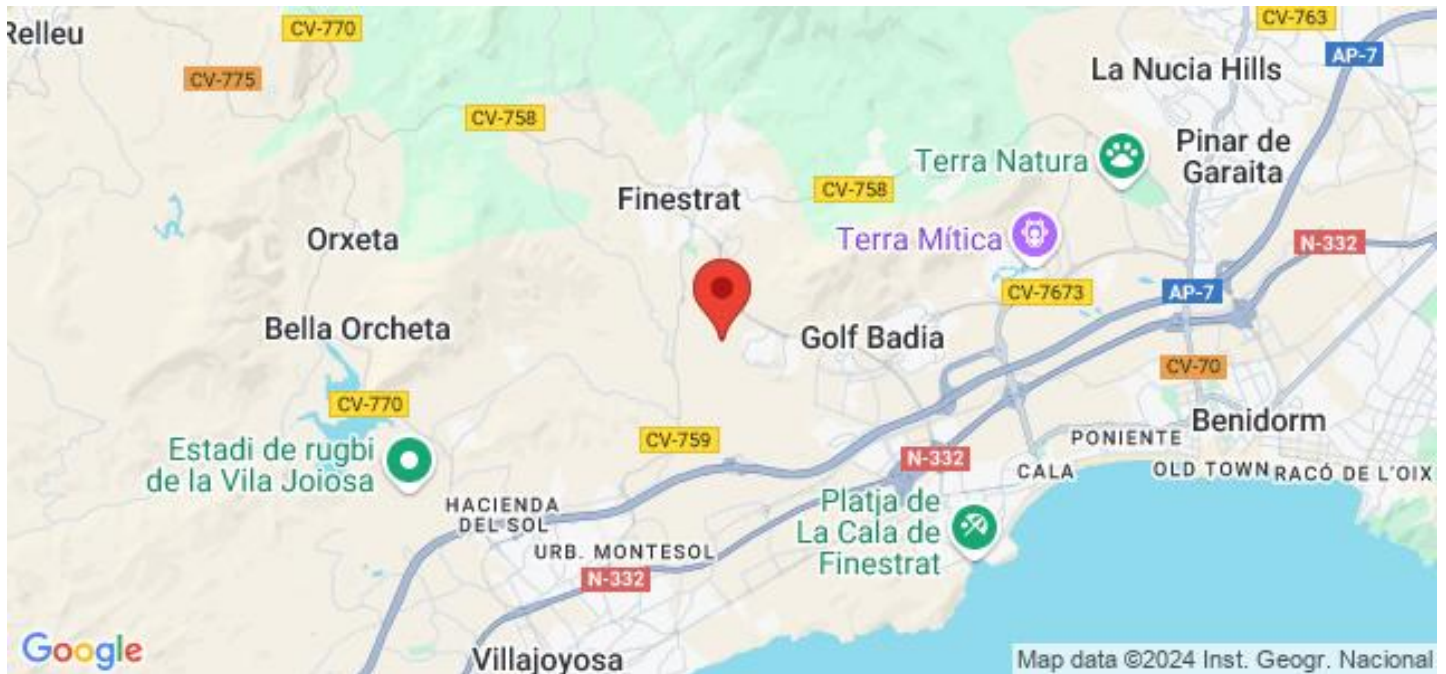 Relleu
CV-770
CV-763
AP-7
CV-775
La Nucia Hills
CV-758
Terra Natura
Pinar de
Garaita
Finestrat
CV-758
Orxeta
Terra Mítica
N-332
CV-7673
AP-7
Bella Orcheta
Golf Badia
CV-70
CV-770
Benidorm
CV-759
PONIENTE
Estadi de rugbi
de la Vila Joiosa
N-332
CALA
OLD TOWN
RACÓ DE L'OIX
HACIENDA
DEL SOL
Platja de
La Cala de
Finestrat
URB. MONTESOL
N-332
Google
Villajoyosa
Map data ©2024 Inst. Geogr. Nacional